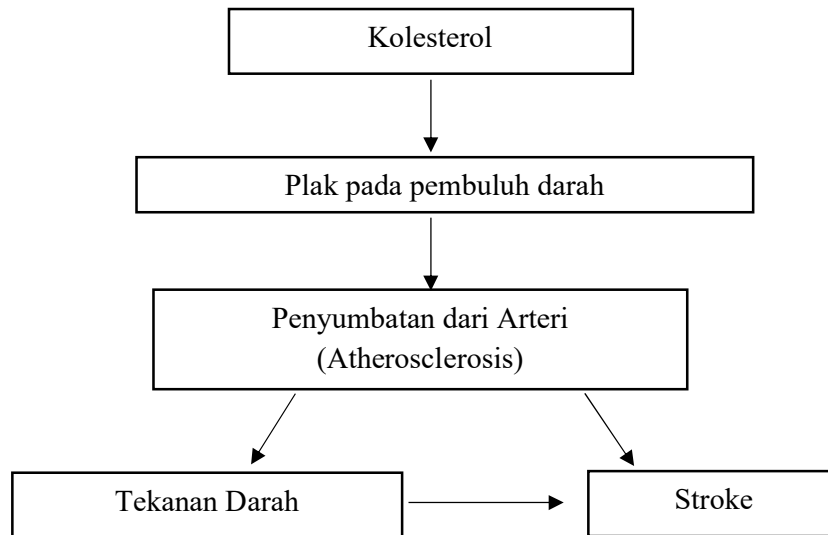 Kolesterol
Plak pada pembuluh darah
Penyumbatan dari Arteri
(Atherosclerosis)
Tekanan Darah
Stroke